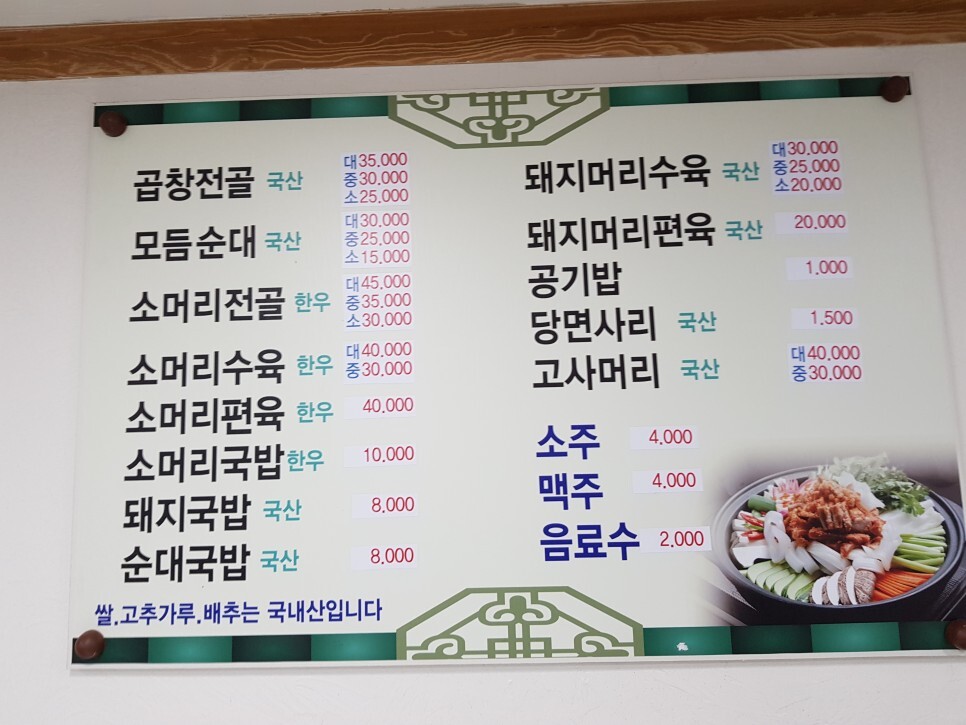 곱창전골 국산 대35,000 중30,000 소25,000
모듬순대 국산 대30,000 중25,000 소15,000
소머리전골 한우 대45,000 중35,000 소30,000
소머리수육 한우 대40,000 중30,000
소머리편육 한우 40,000
소머리국밥 한우 10,000
돼지국밥 국산 8,000
순대국밥 국산 8,000
쌀.고추가루.배추는 국내산입니다
돼지머리수육 국산 대30,000 중25,000 소20,000
돼지머리편육 국산 20,000
공기밥 1,000
당면사리 국산 1,500
고사머리 국산 대40,000 중30,000
소주 4,000
맥주 4,000
음료수 2,000